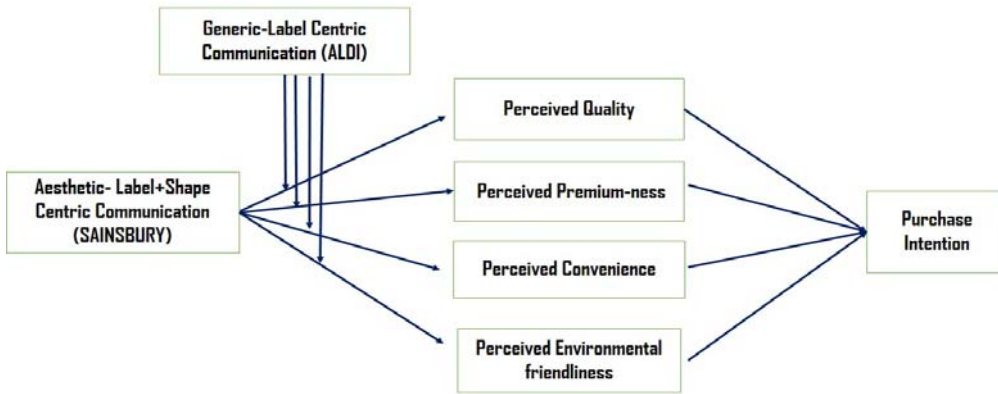 Generic-Label Centric
Communication (ALDI)
Perceived Quality
Aesthetic- Label+Shape
Centric Communication
(SAINSBURY)
Perceived Premium-ness
Purchase
Intention
Perceived Convenience
Perceived Environmental
friendliness